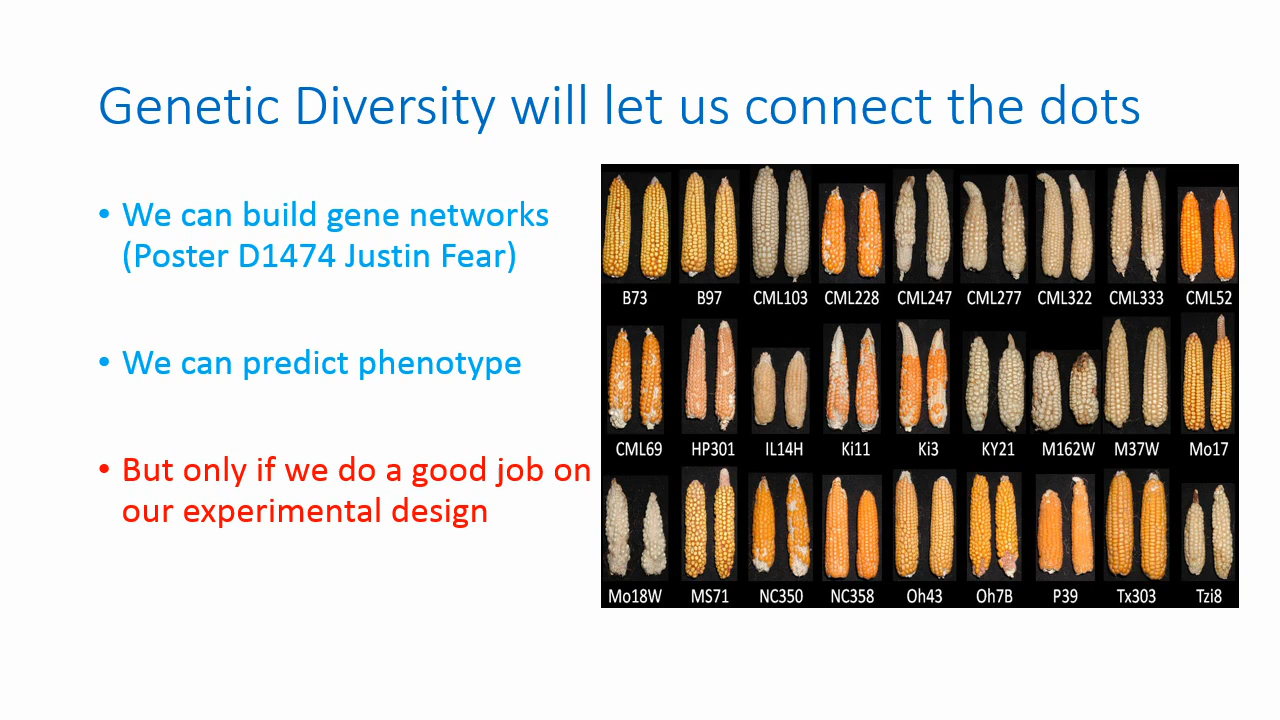 Genetic Diversity will let us connect the dots
• We can build gene networks
(Poster D1474 Justin Fear)
• We can predict phenotype
• But only if we do a good job on
our experimental design
B73 B97 CML103 CML228 CML247 CML277 CML322 CML333 CML52
CML69 HP301 IL14H Ki11 Ki3 KY21 M162W M37W Mo17
Mo18W MS71 NC350 NC358 Oh43 Oh7B P39 Tx303 Tzi8